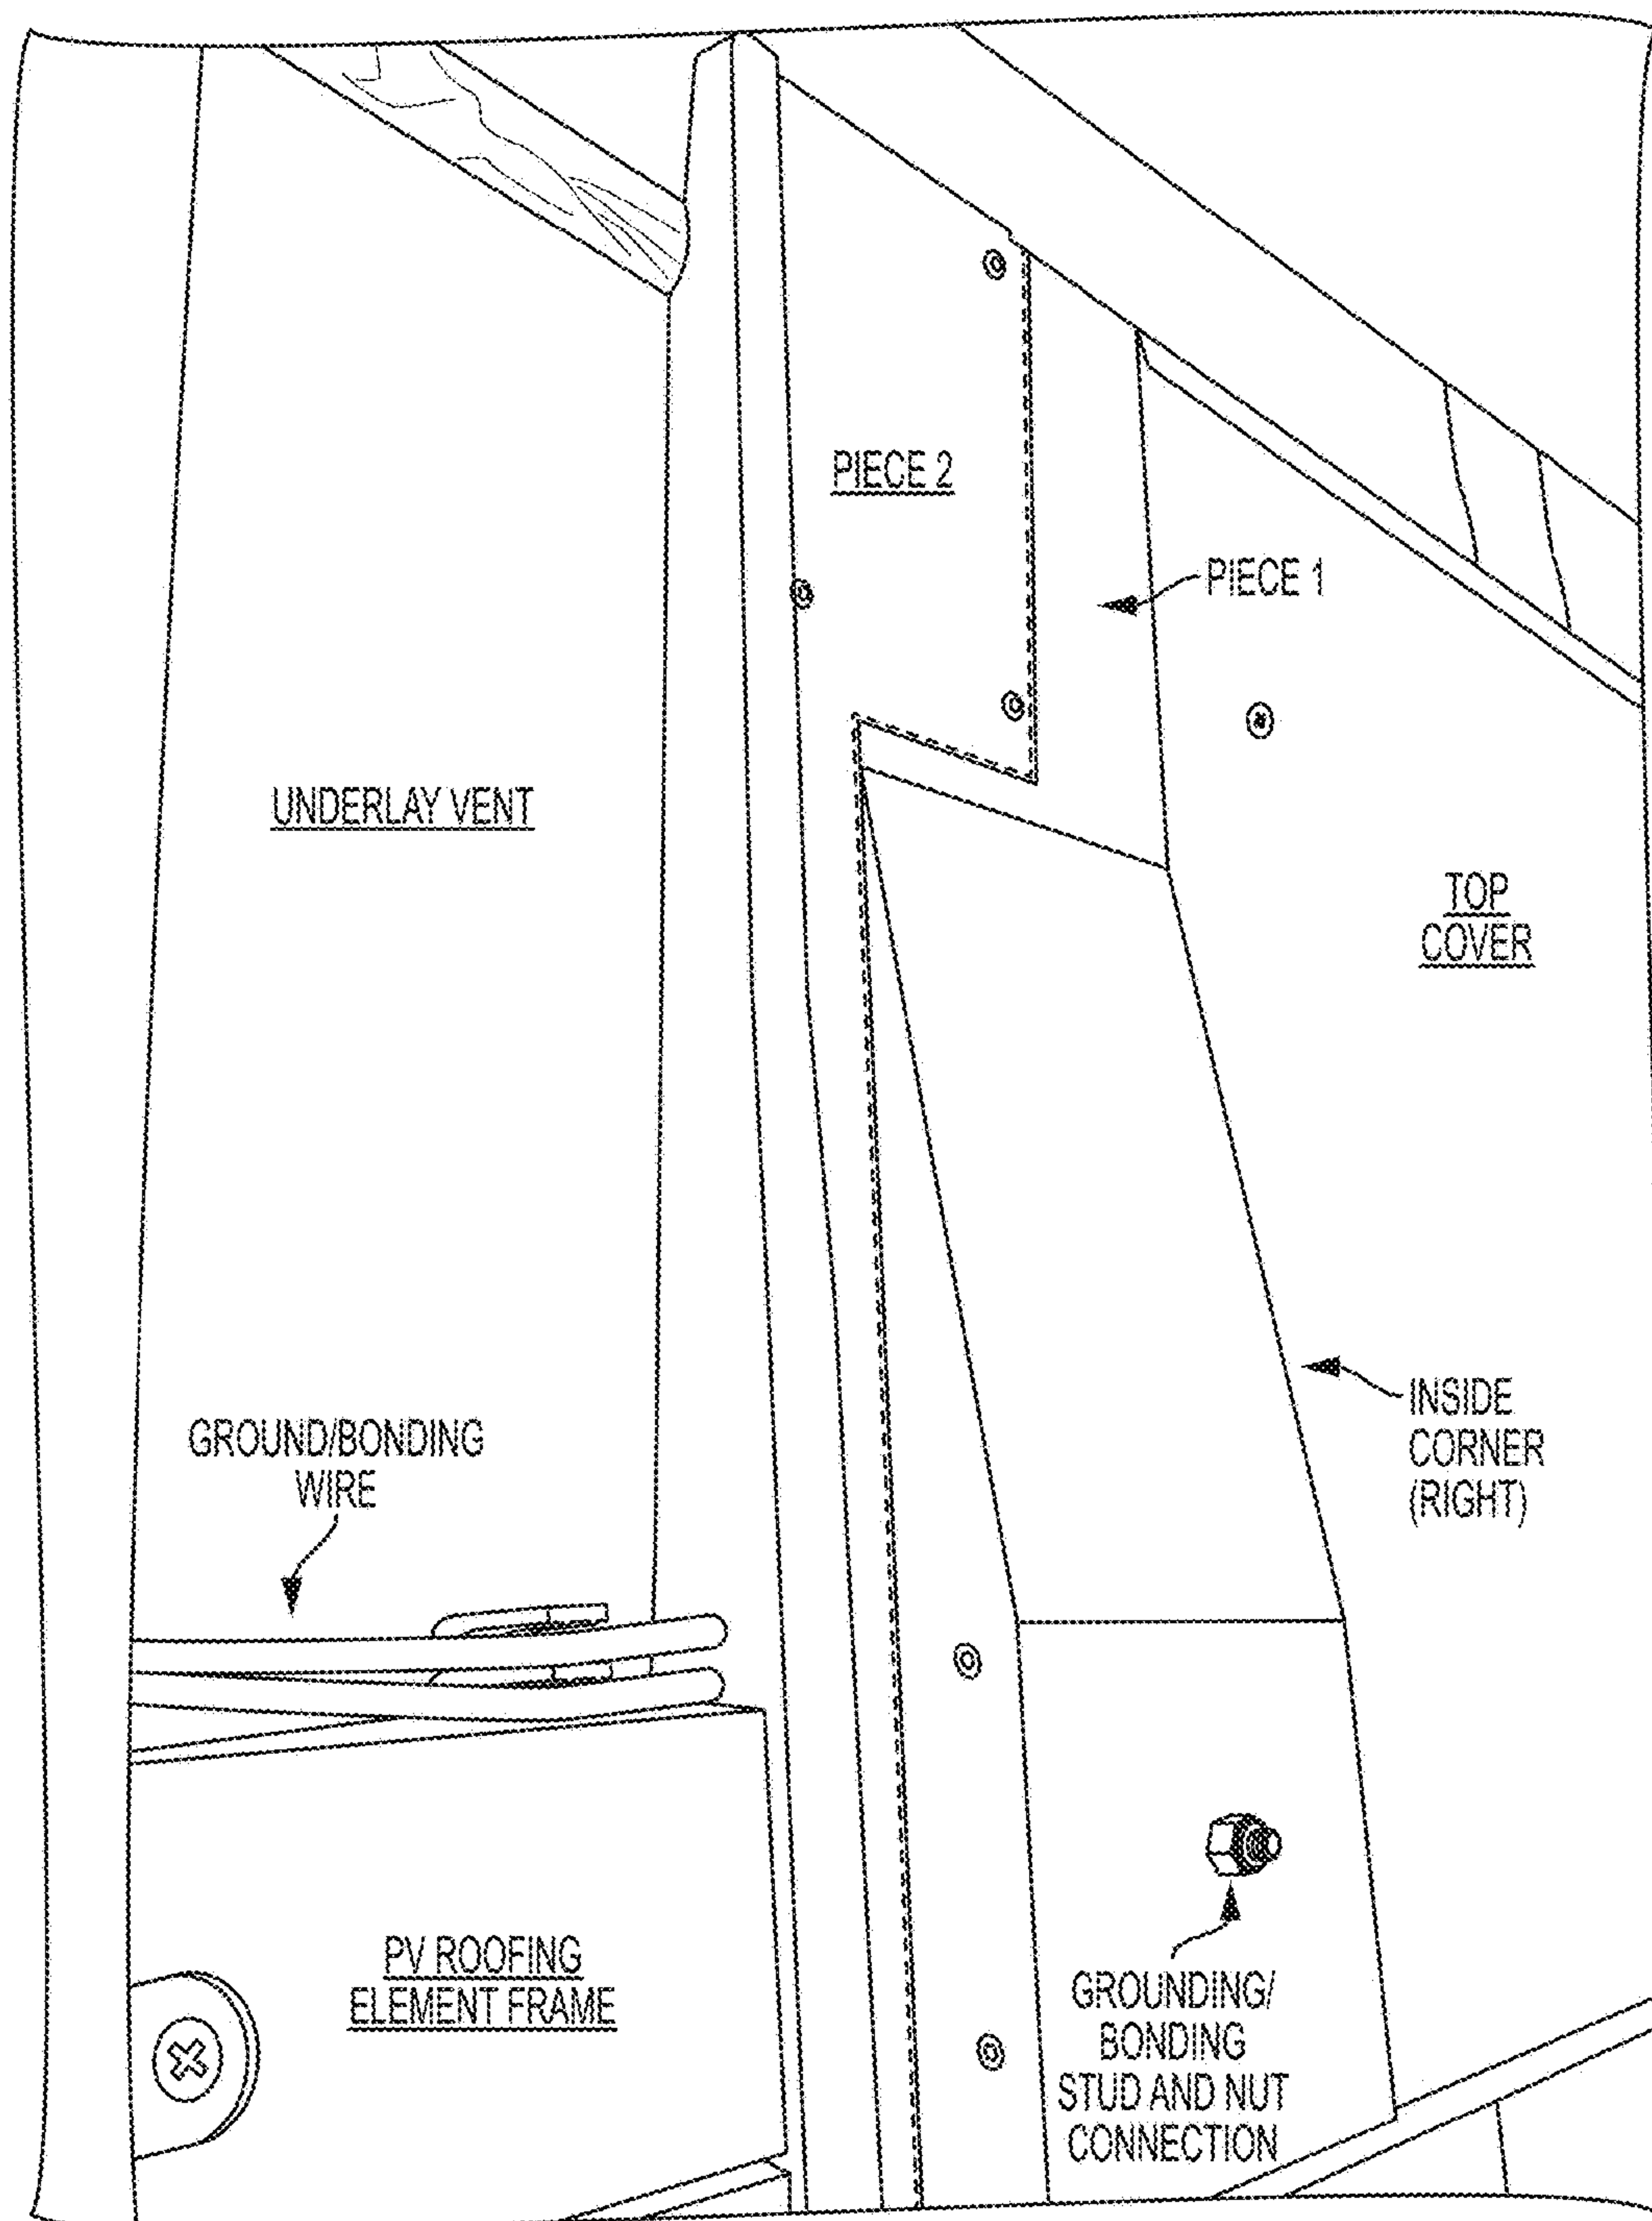 PIECE 2
PIECE 1
UNDERLAY VENT
TOP
COVER
INSIDE
CORNER
(RIGHT)
GROUND/BONDING
WIRE
PV ROOFING
ELEMENT FRAME
GROUNDING/
BONDING
STUD AND NUT
CONNECTION